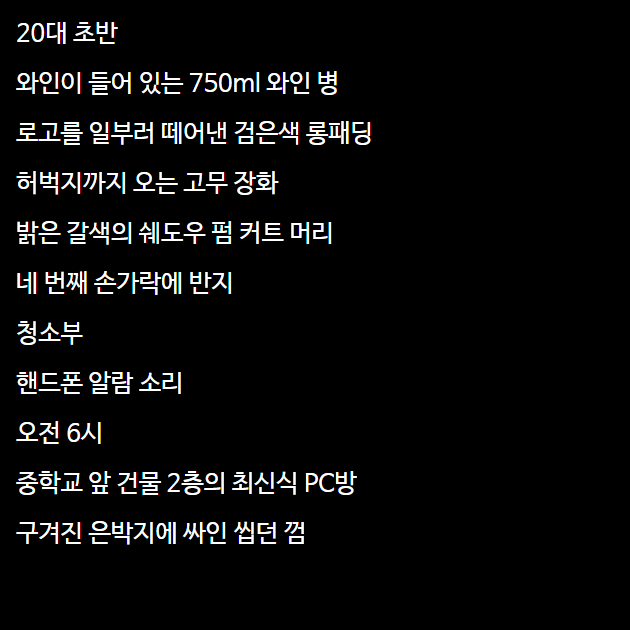 20대 초반
와인이 들어 있는 750ml 와인 병
로고를 일부러 떼어낸 검은색 롱패딩
허벅지까지 오는 고무 장화
밝은 갈색의 쉐도우 펌 커트 머리
네 번째 손가락에 반지
청소부
핸드폰 알람 소리
오전 6시
중학교 앞 건물 2층의 최신식 PC방
구겨진 은박지에 싸인 씹던 껌